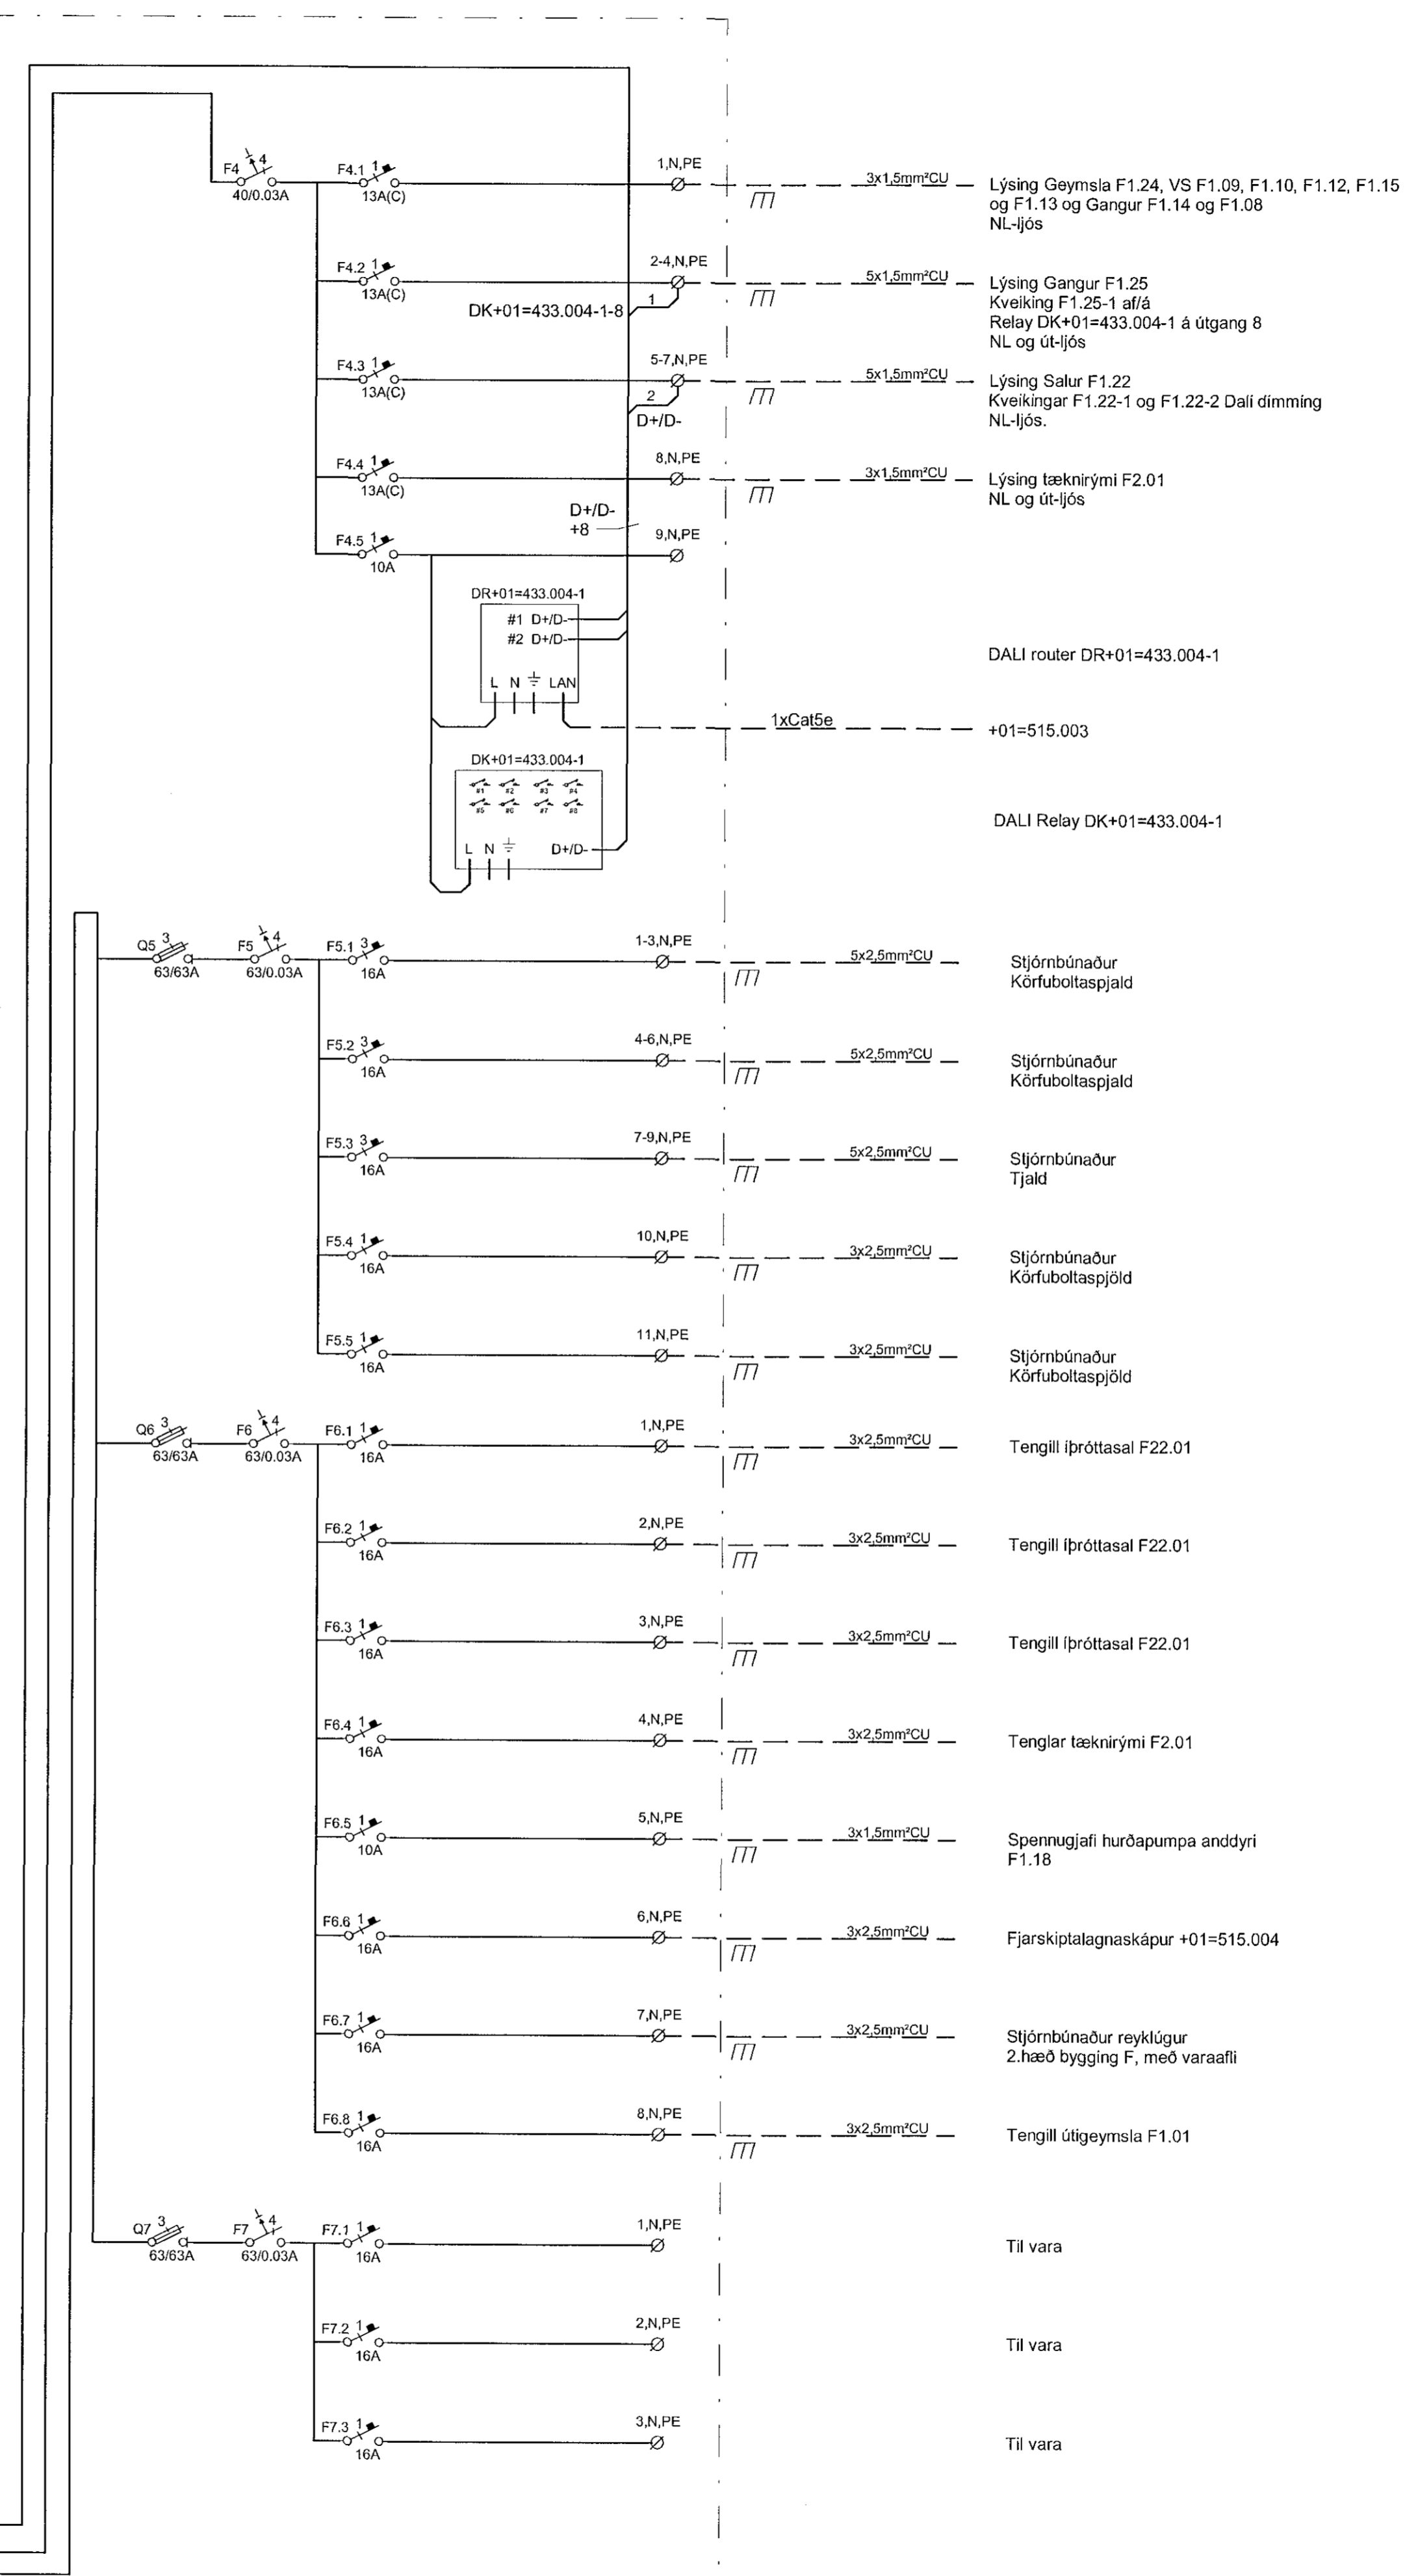 F4 4
40/0.03A
F4.1 1
13A(C)
1,N,PE
3x1,5mm²CU
Lýsing Geymsla F1.24, VS F1.09, F1.10, F1.12, F1.15
og F1.13 og Gangur F1.14 og F1.08
NL-ljós
F4.2 1
13A(C)
2-4,N,PE
1
DK+01=433.004-1-8
5x1,5mm²CU
Lýsing Gangur F1.25
Kveiking F1.25-1 af/á
Relay DK+01=433.004-1 á útgang 8
NL og út-ljós
F4.3 1
13A(C)
5-7,N,PE
2
D+/D-
5x1,5mm²CU
Lýsing Salur F1.22
Kveikingar F1.22-1 og F1.22-2 Dali dimming
NL-ljós.
F4.4 1
13A(C)
8,N,PE
3x1,5mm²CU
Lýsing tæknirými F2.01
NL og út-ljós
D+/D-
+8
F4.5 1
10A
9,N,PE
DR+01=433.004-1
#1 D+/D-
#2 D+/D-
L N LAN
DALI router DR+01=433.004-1
1xCat5e
+01=515.003
DK+01=433.004-1
#1 #2 #3 #4
#5 #6 #7 #8
L N D+/D-
DALI Relay DK+01=433.004-1
Q5 3
63/63A
F5 4
63/0.03A
F5.1 3
16A
1-3,N,PE
5x2,5mm²CU
Stjórnbúnaður
Körfuboltaspjald
F5.2 3
16A
4-6,N,PE
5x2,5mm²CU
Stjórnbúnaður
Körfuboltaspjald
F5.3 3
16A
7-9,N,PE
5x2,5mm²CU
Stjórnbúnaður
Tjald
F5.4 1
16A
10,N,PE
3x2,5mm²CU
Stjórnbúnaður
Körfuboltaspjöld
F5.5 1
16A
11,N,PE
3x2,5mm²CU
Stjórnbúnaður
Körfuboltaspjöld
Q6 3
63/63A
F6 4
63/0.03A
F6.1 1
16A
1,N,PE
3x2,5mm²CU
Tengill íþróttasal F22.01
F6.2 1
16A
2,N,PE
3x2,5mm²CU
Tengill íþróttasal F22.01
F6.3 1
16A
3,N,PE
3x2,5mm²CU
Tengill íþróttasal F22.01
F6.4 1
16A
4,N,PE
3x2,5mm²CU
Tenglar tæknirými F2.01
F6.5 1
10A
5,N,PE
3x1,5mm²CU
Spennugjafi hurðapumpa anddyri
F1.18
F6.6 1
16A
6,N,PE
3x2,5mm²CU
Fjarskiptalagnaskápur +01=515.004
F6.7 1
16A
7,N,PE
3x2,5mm²CU
Stjórnbúnaður reyklúgur
2.hæð bygging F, með varaafli
F6.8 1
16A
8,N,PE
3x2,5mm²CU
Tengill útigeymsla F1.01
Q7 3
63/63A
F7 4
63/0.03A
F7.1 1
16A
1,N,PE
Til vara
F7.2 1
16A
2,N,PE
Til vara
F7.3 1
16A
3,N,PE
Til vara